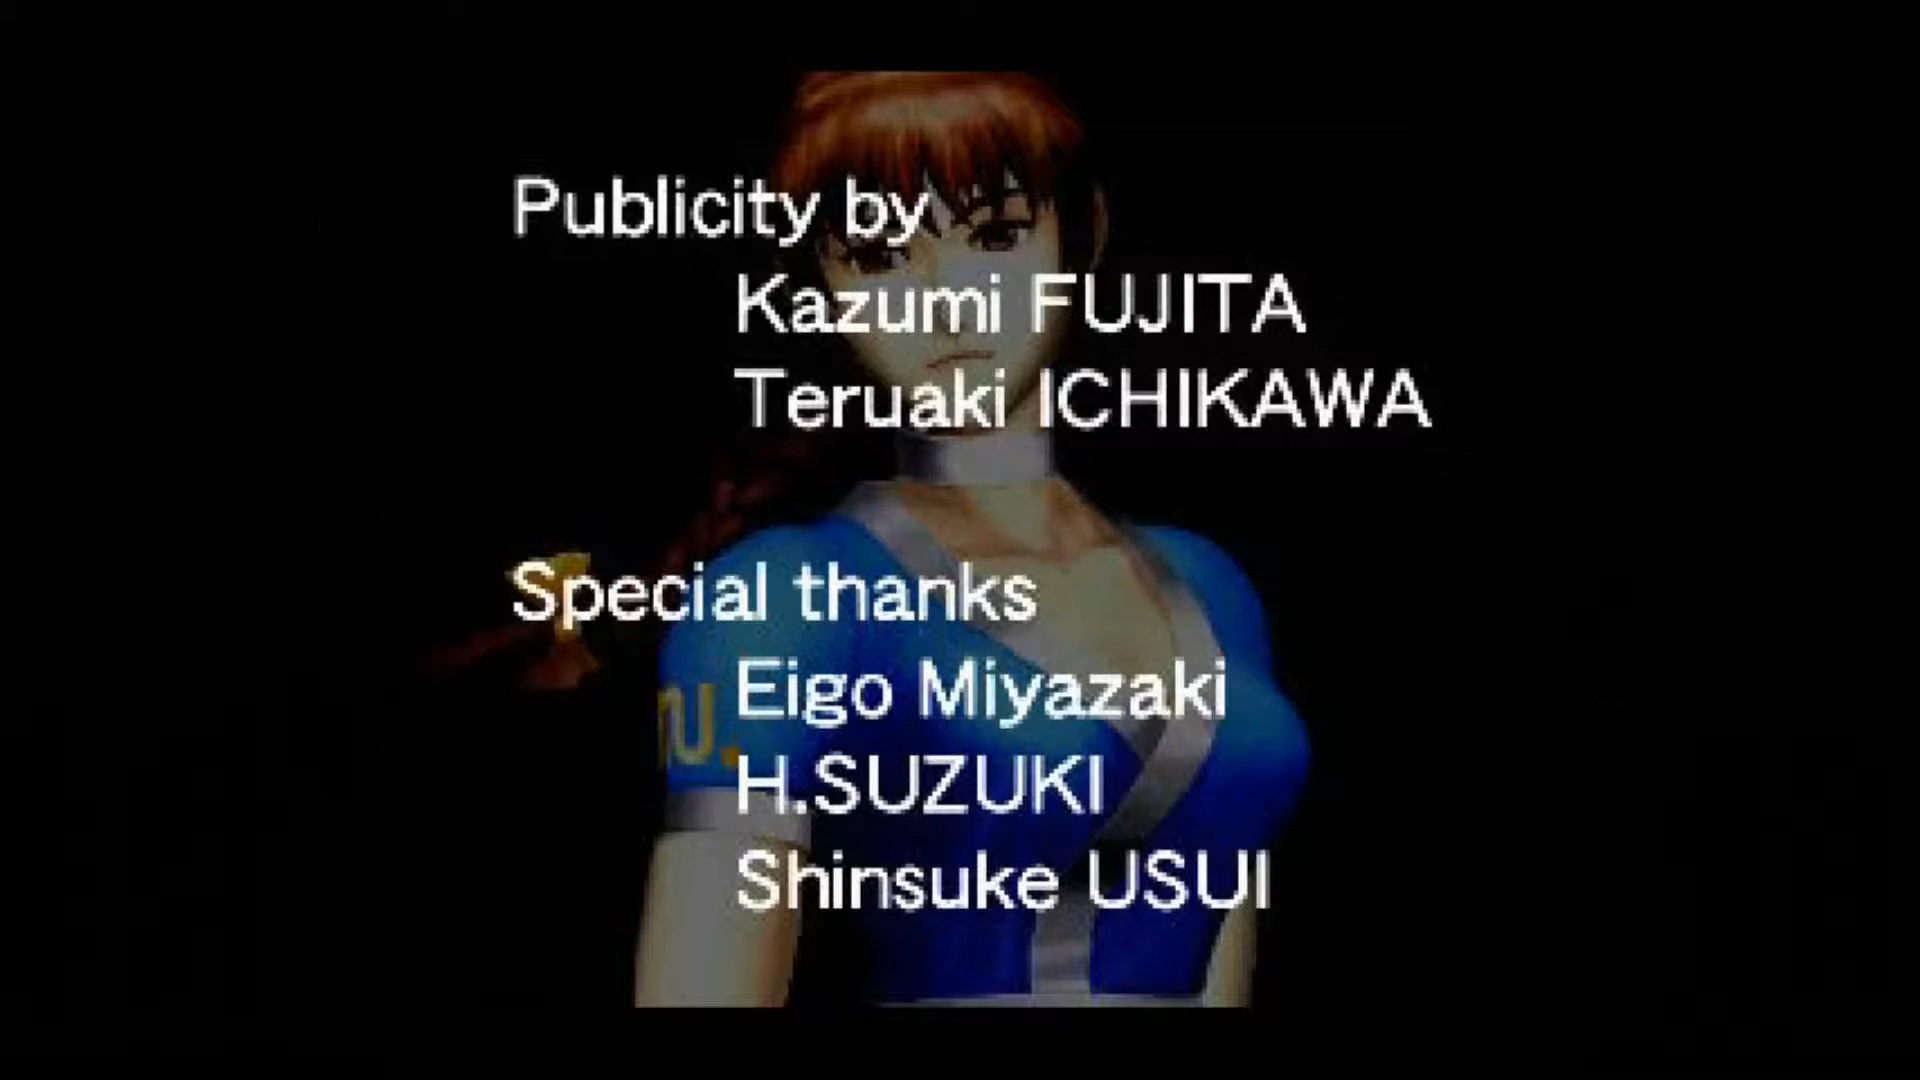 Publicity by
Kazumi FUJITA
Teruaki ICHIKAWA
Special thanks
Eigo Miyazaki
H.SUZUKI
Shinsuke USUI